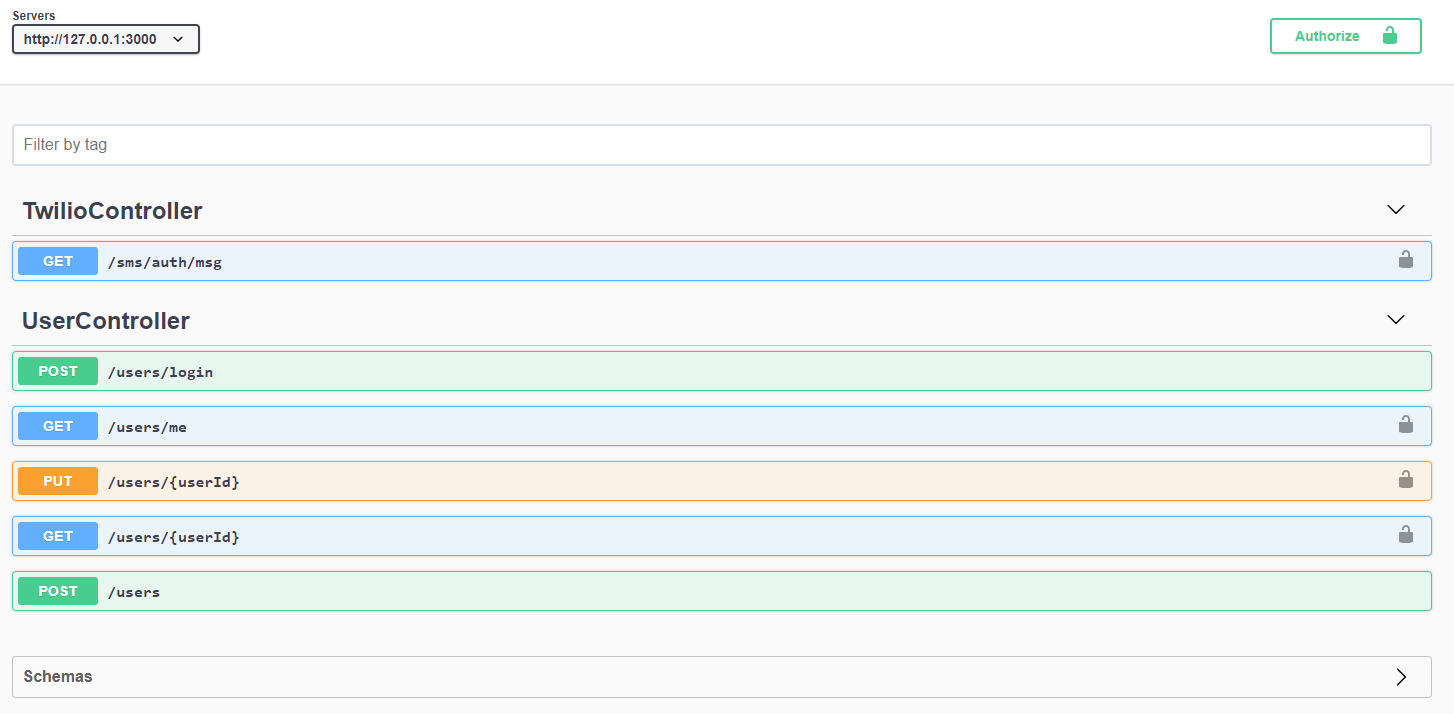 Servers
http://127.0.0.1:3000
Authorize
Filter by tag
TwilioController
GET /sms/auth/msg
UserController
POST /users/login
GET /users/me
PUT /users/{userId}
GET /users/{userId}
POST /users
Schemas